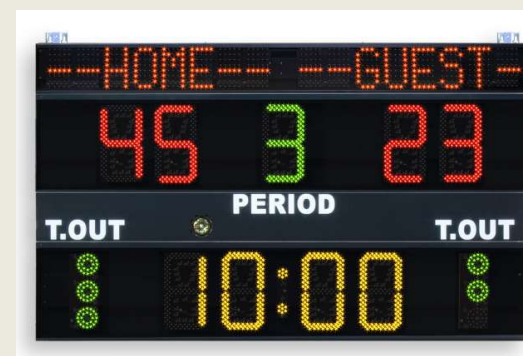 --HOME-- --GUEST-
45 3 23
PERIOD
T.OUT T.OUT
10:00